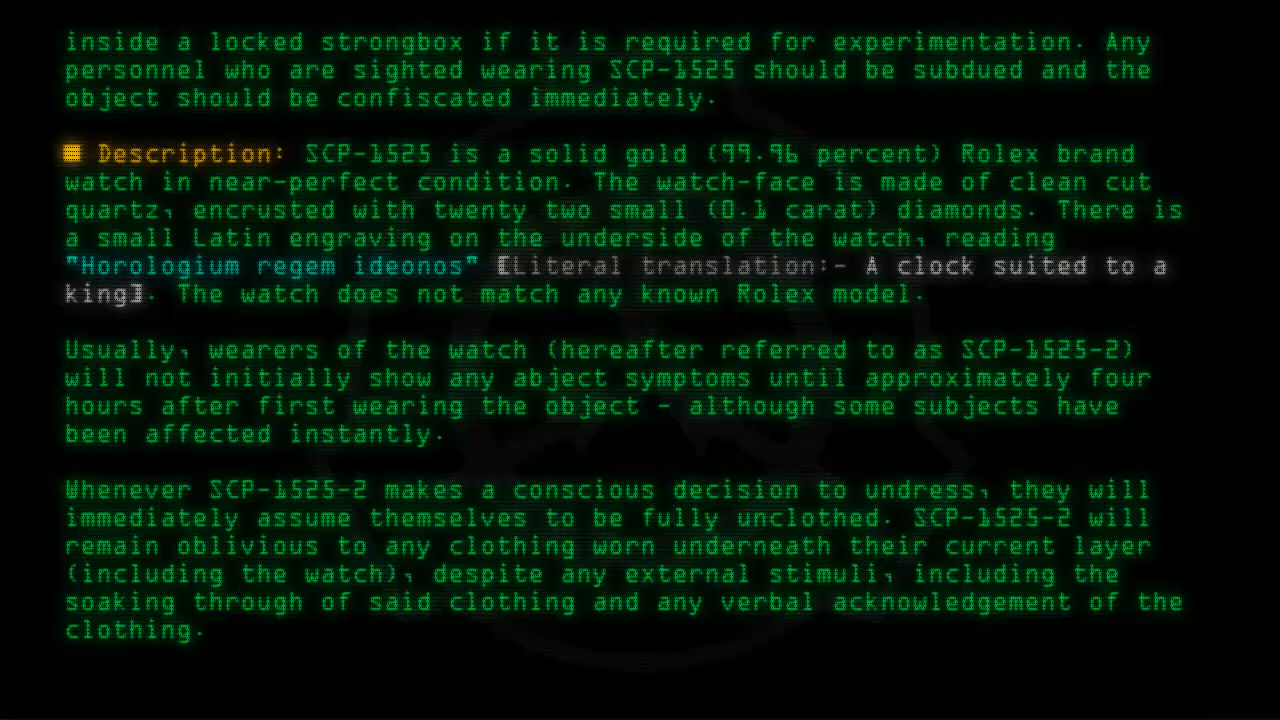 inside a locked strongbox if it is required for experimentation. Any
personnel who are sighted wearing SCP-1525 should be subdued and the
object should be confiscated immediately.
Description: SCP-1525 is a solid gold (99.96 percent) Rolex brand
watch in near-perfect condition. The watch-face is made of clean cut
quartz, encrusted with twenty two small (0.1 carat) diamonds. There is
a small Latin engraving on the underside of the watch, reading
"Horologium regem ideonos" [Literal translation:- A clock suited to a
king]. The watch does not match any known Rolex model.
Usually, wearers of the watch (hereafter referred to as SCP-1525-2)
will not initially show any abject symptoms until approximately four
hours after first wearing the object - although some subjects have
been affected instantly.
Whenever SCP-1525-2 makes a conscious decision to undress, they will
immediately assume themselves to be fully unclothed. SCP-1525-2 will
remain oblivious to any clothing worn underneath their current layer
(including the watch), despite any external stimuli, including the
soaking through of said clothing and any verbal acknowledgement of the
clothing.